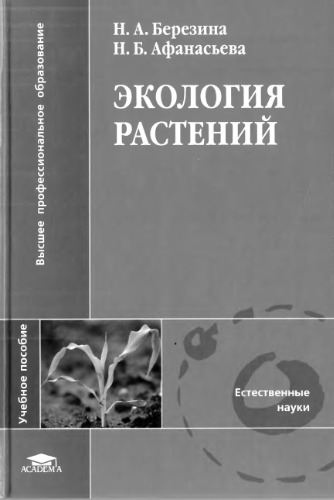 Н. А. Березина
Н. Б. Афанасьева
ЭКОЛОГИЯ
РАСТЕНИЙ
Высшее профессиональное образование
Учебное пособие
Естественные
науки
ACADEMA